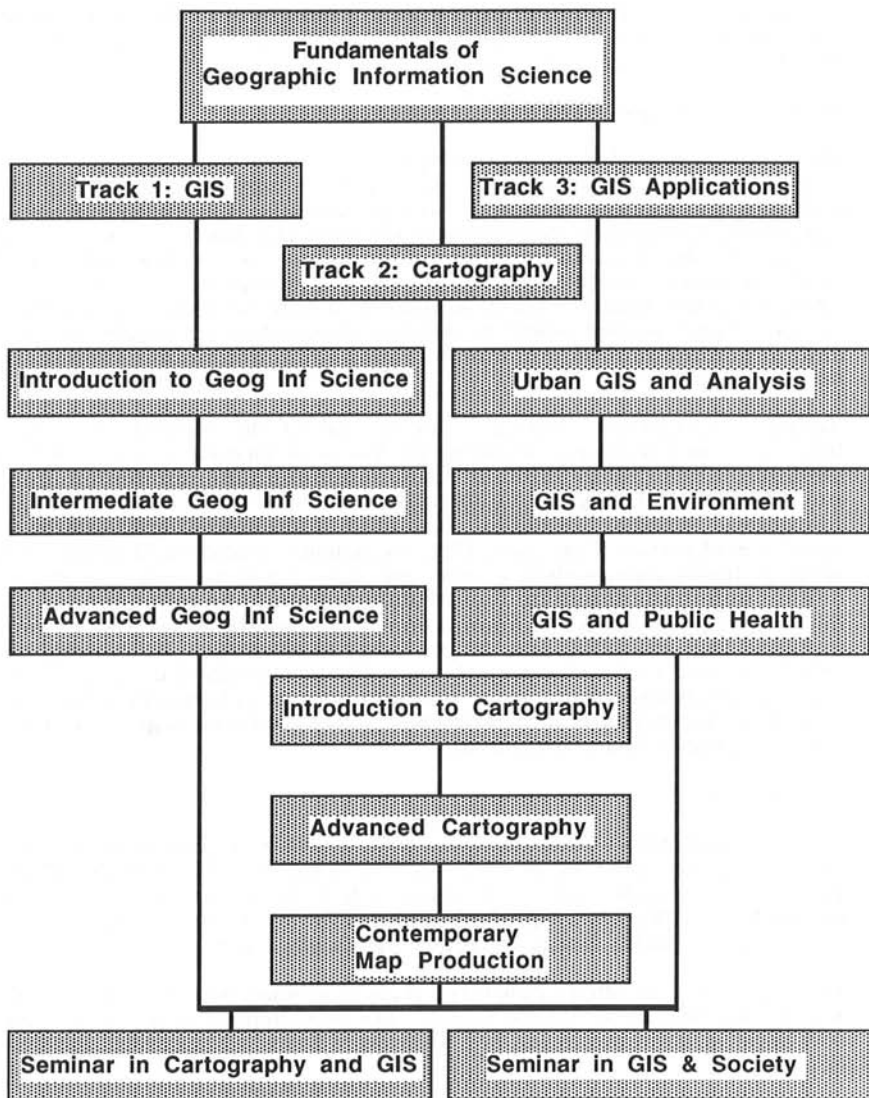 Fundamentals of
Geographic Information Science
Track 1: GIS
Track 3: GIS Applications
Track 2: Cartography
Introduction to Geog Inf Science
Urban GIS and Analysis
Intermediate Geog Inf Science
GIS and Environment
Advanced Geog Inf Science
GIS and Public Health
Introduction to Cartography
Advanced Cartography
Contemporary
Map Production
Seminar in Cartography and GIS
Seminar in GIS & Society